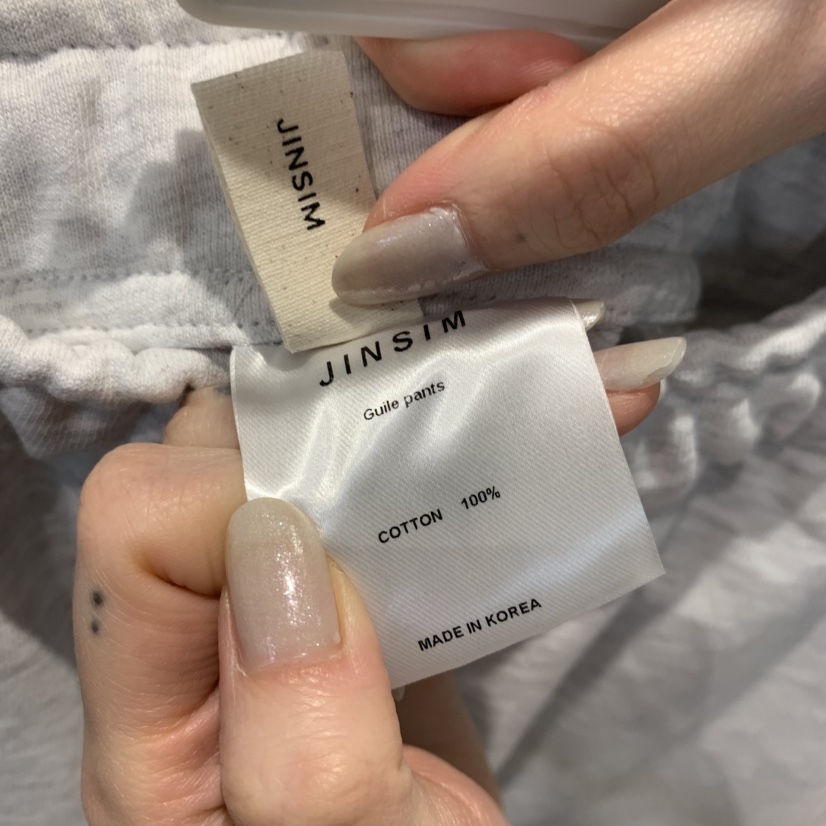 JINSIM
JINSIM
Guile pants
COTTON 100%
MADE IN KOREA